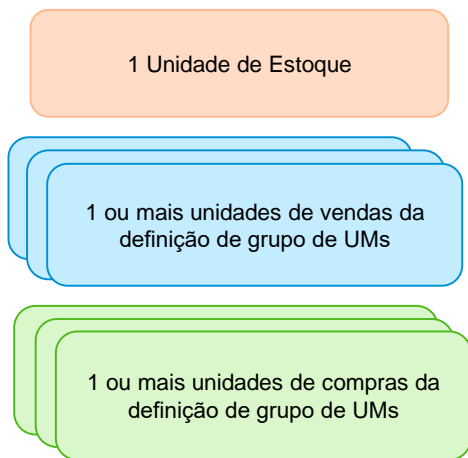 1 Unidade de Estoque
1 ou mais unidades de vendas da
definição de grupo de UMs
1 ou mais unidades de compras da
definição de grupo de UMs